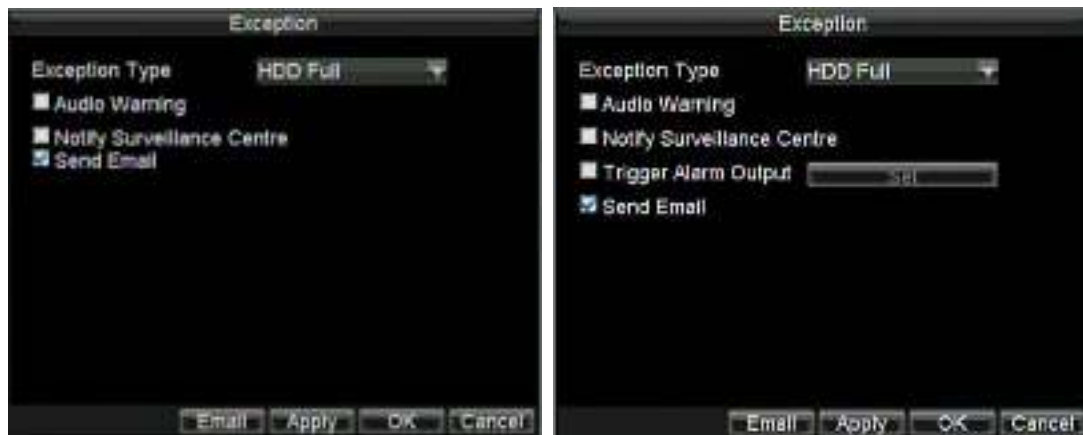 Exception
Exception Type HDD Full
Audio Warning
Notify Surveillance Centre
Send Email
Email Apply OK Cancel
Exception
Exception Type HDD Full
Audio Warning
Notify Surveillance Centre
Trigger Alarm Output Set
Send Email
Email Apply OK Cancel